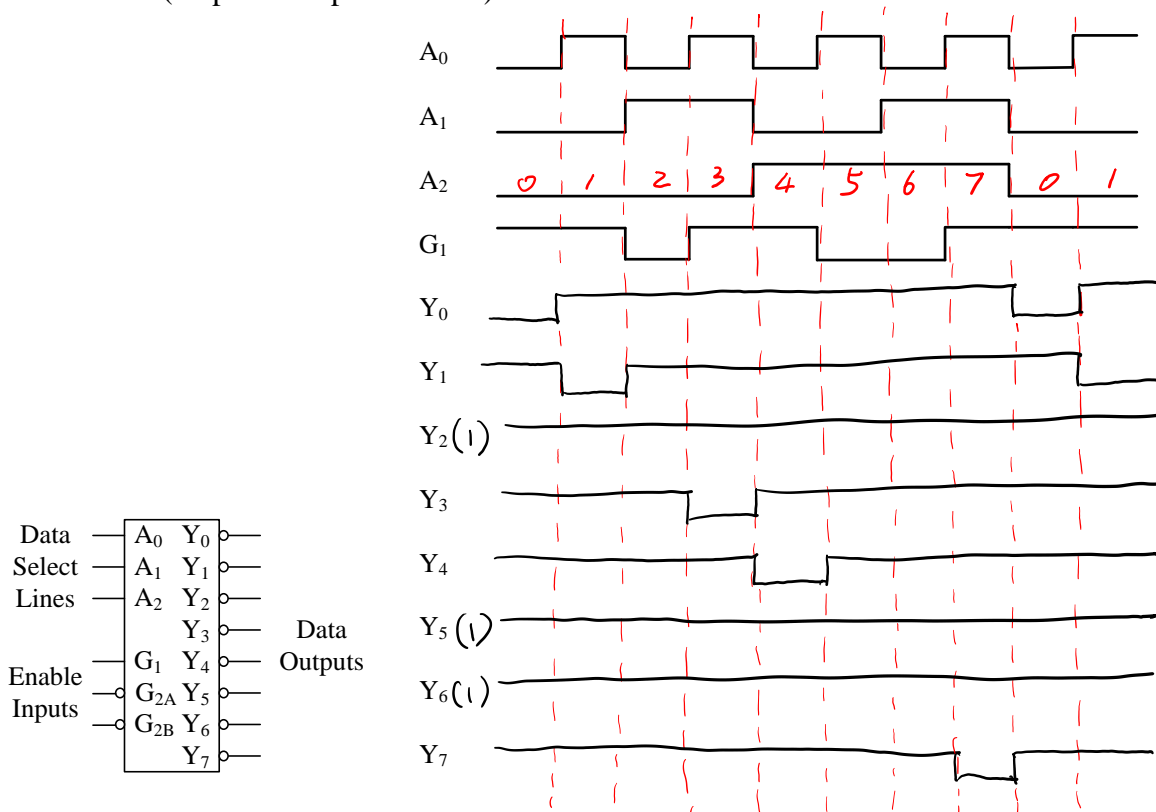 A₀
A₁
A₂ 0 1 2 3 4 5 6 7 0 1
G₁
Y₀
Y₁
Y₂(1)
Y₃
Y₄
Y₅(1)
Y₆(1)
Y₇
Data Select Lines
Enable Inputs
A₀ Y₀
A₁ Y₁
A₂ Y₂
Y₃
G₁ Y₄
G₂A Y₅
G₂B Y₆
Y₇
Data Outputs